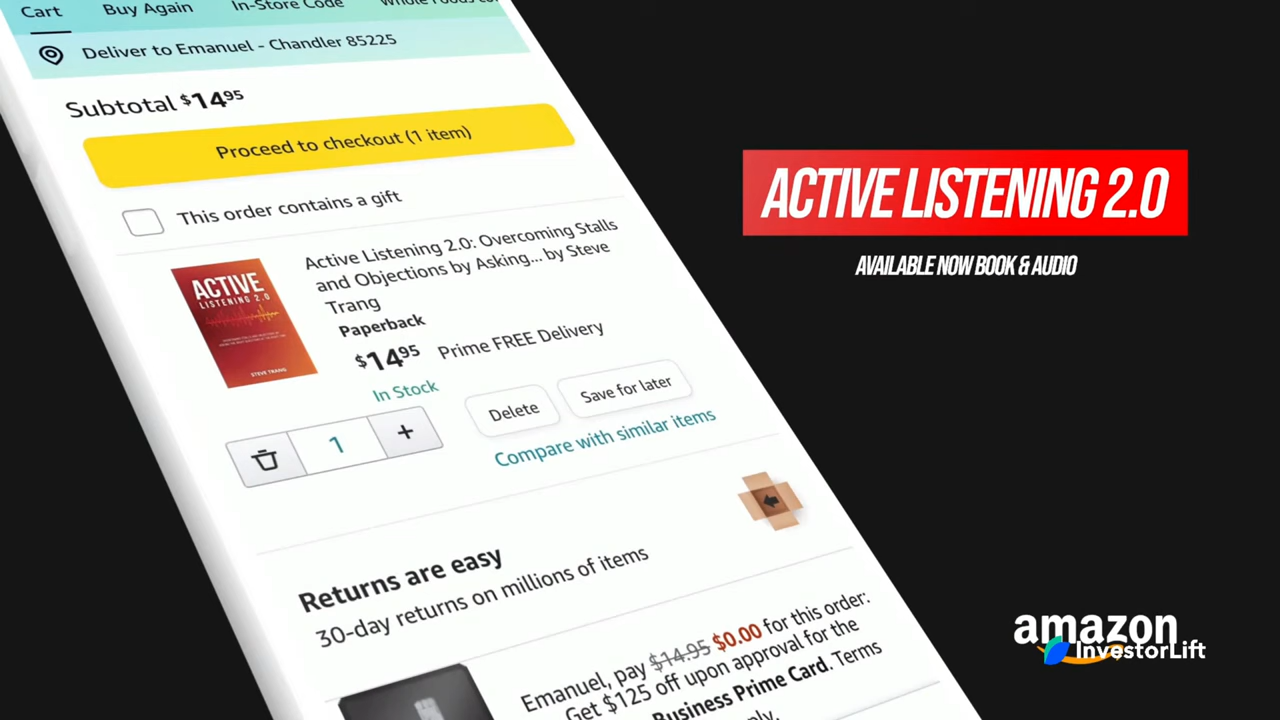 Cart
Buy Again
In-Store Code
Whole Foods
Deliver to Emanuel - Chandler 85225
Subtotal $14⁹⁵
Proceed to checkout (1 item)
This order contains a gift
ACTIVE
LISTENING 2.0
STEVE TRANG
Active Listening 2.0: Overcoming Stalls
and Objections by Asking... by Steve
Trang
Paperback
$14⁹⁵ Prime FREE Delivery
In Stock
1
+
Delete
Save for later
Compare with similar items
Returns are easy
30-day returns on millions of items
Emanuel, pay $14.95 $0.00 for this order:
Get $125 off upon approval for the
Business Prime Card. Terms
ACTIVE LISTENING 2.0
AVAILABLE NOW BOOK & AUDIO
amazon
InvestorLift